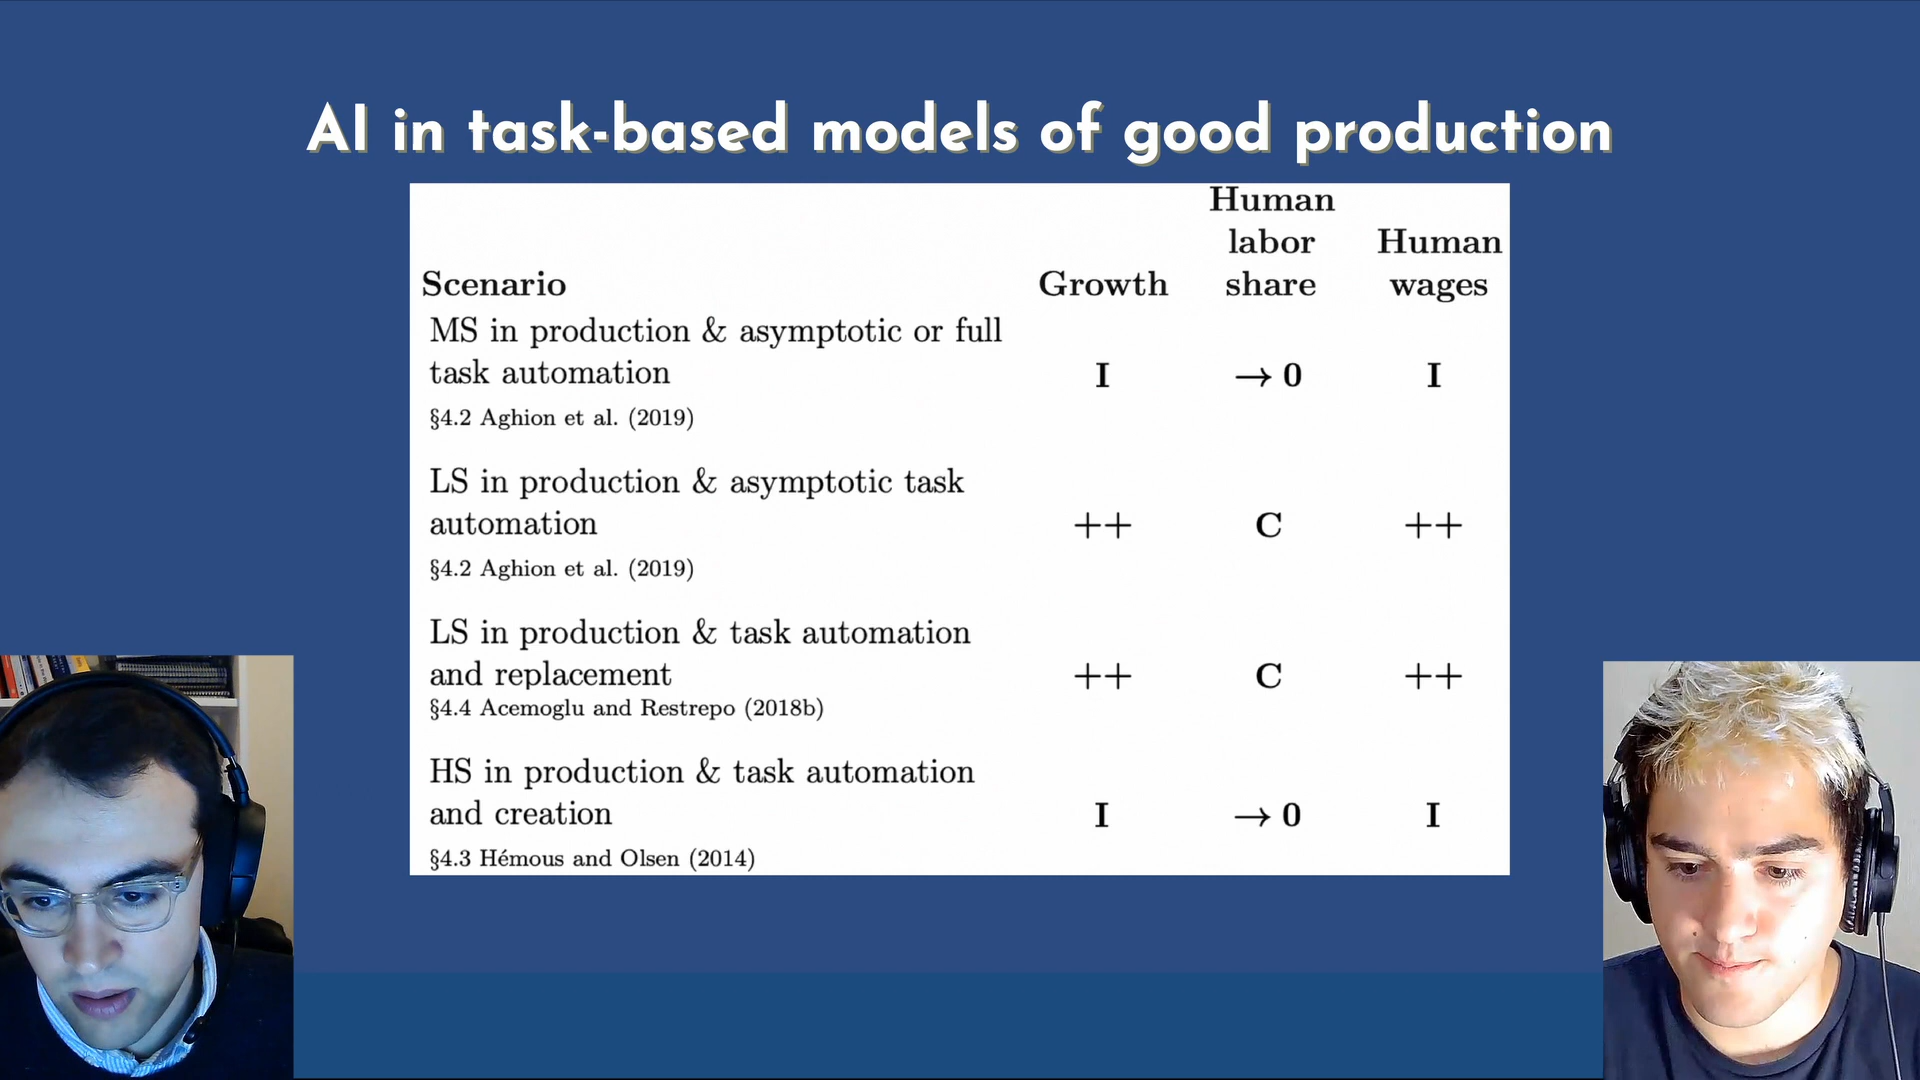 AI in task-based models of good production
Human
labor
Human
Scenario
Growth
share
wages
MS in production & asymptotic or full
task automation
I
→ 0
I
§4.2 Aghion et al. (2019)
LS in production & asymptotic task
automation
++
C
++
§4.2 Aghion et al. (2019)
LS in production & task automation
and replacement
++
C
++
§4.4 Acemoglu and Restrepo (2018b)
HS in production & task automation
and creation
I
→ 0
I
§4.3 Hémous and Olsen (2014)